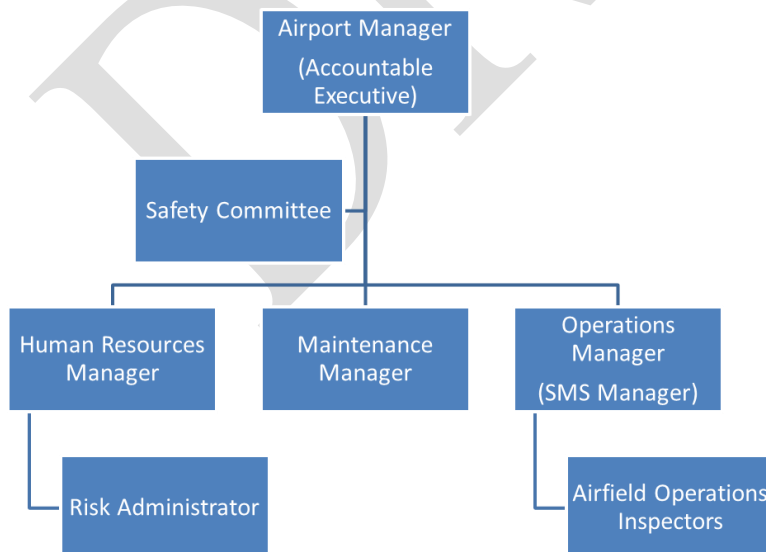 Airport Manager
(Accountable
Executive)
Safety Committee
Human Resources
Manager
Maintenance
Manager
Operations
Manager
(SMS Manager)
Risk Administrator
Airfield Operations
Inspectors